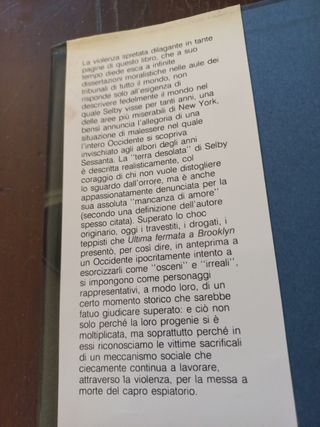 La violenza spietata dilagante in tante
pagine di questo libro, che a suo
tempo diede esca a infinite
dissertazioni moralistiche nelle aule dei
tribunali di tutto il mondo, non
risponde solo all'esigenza di
descrivere fedelmente il mondo nel
quale Selby visse per tanti anni, una
delle aree più miserabili di New York,
bensì annuncia l'allegoria di una
situazione di malessere nel quale
l'intero Occidente si scopriva
invischiato agli albori degli anni
Sessanta. La "terra desolata" di Selby
è descritta realisticamente, col
coraggio di chi non vuole distogliere
lo sguardo dall'orrore, ma è anche
appassionatamente denunciata per la
sua assoluta "mancanza di amore"
(secondo una definizione dell'autore
spesso citata). Superato lo choc
originario, oggi i travestiti, i drogati, i
teppisti che Ultima fermata a Brooklyn
presentò, per così dire, in anteprima a
un Occidente ipocritamente intento a
esorcizzarli come "osceni" e "irreali",
si impongono come personaggi
rappresentativi, a modo loro, di un
certo momento storico che sarebbe
fatuo giudicare superato: e ciò non
solo perché la loro progenie si è
moltiplicata, ma soprattutto perché in
essi riconosciamo le vittime sacrificali
di un meccanismo sociale che
ciecamente continua a lavorare,
attraverso la violenza, per la messa a
morte del capro espiatorio.